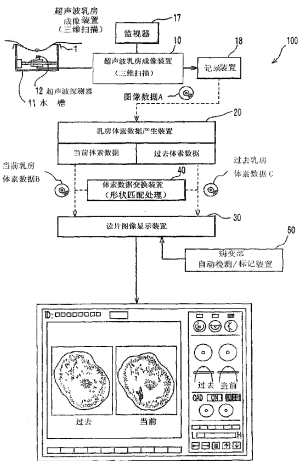 超声波乳房
成像装置
(三维扫描)
17
监视器
10
超声波乳房成像装置
(三维扫描)
18
记录装置
100
1
12 超声波探测器
11 水 槽
图像数据A
20
乳房体素数据产生装置
当前体素数据
过去体素数据
当前乳房
体素数据B
40
体素数据变换装置
(形状匹配处理)
过去乳房
体素数据C
30
读片图像显示装置
50
病变部
自动检测/标记装置
ID:
过去
当前
过去
当前
CAD
ON
L
H